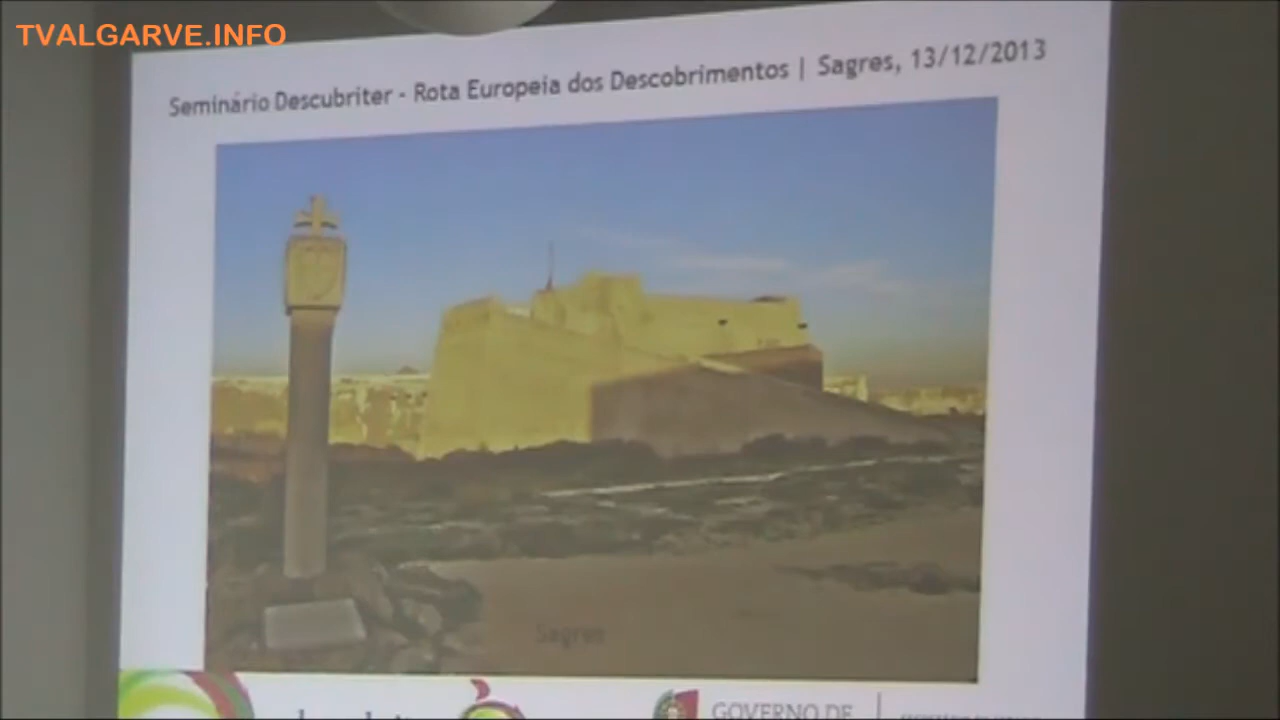 TVALGARVE.INFO
Seminário Descubriter - Rota Europeia dos Descobrimentos | Sagres, 13/12/2013
Sagres
GOVERNO DE